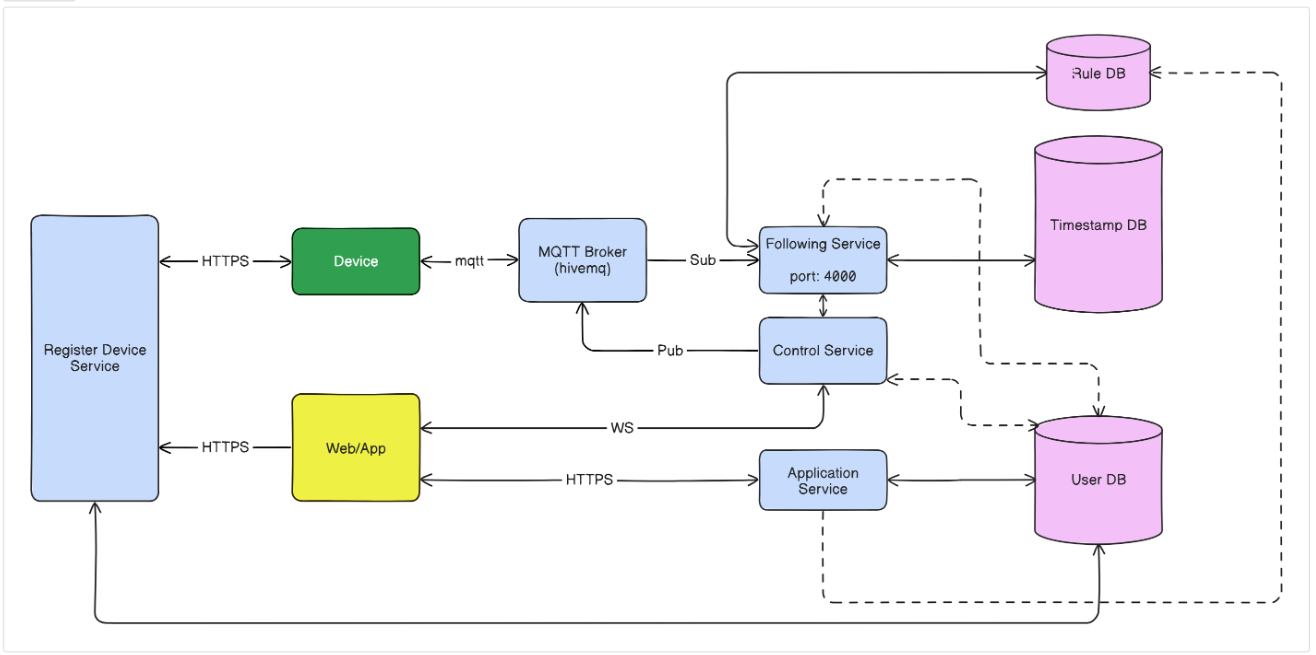 Rule DB
Timestamp DB
Following Service
port: 4000
MQTT Broker
(hivemq)
Sub
HTTPS
Device
mqtt
Register Device
Service
Pub
Control Service
WS
HTTPS
Web/App
HTTPS
Application
Service
User DB